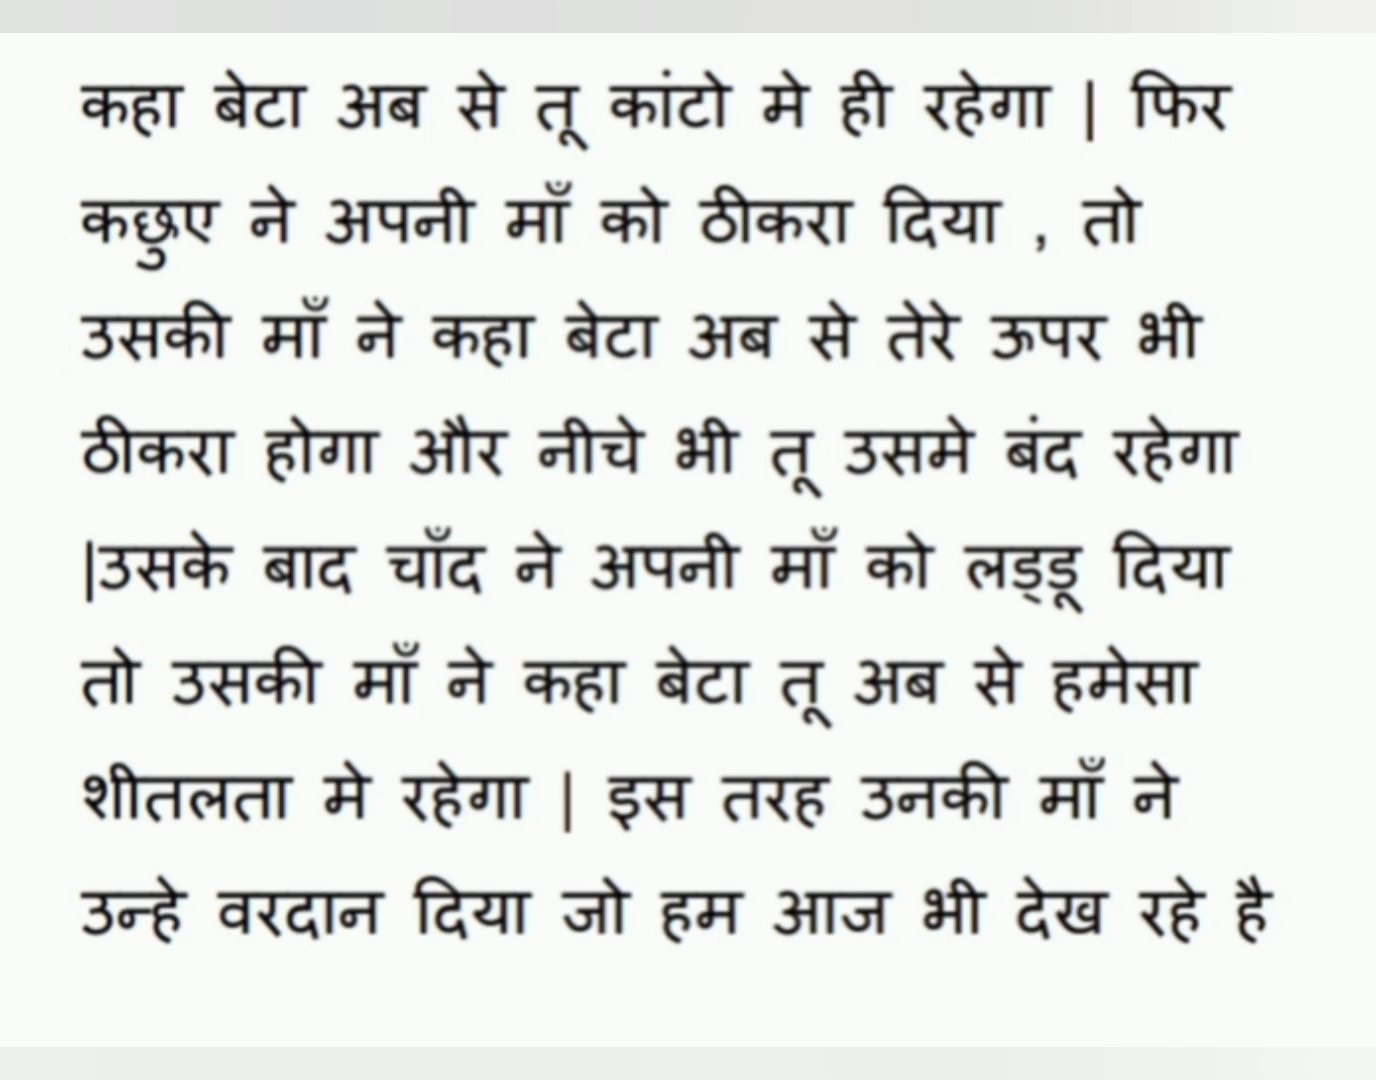 कहा बेटा अब से तू कांटो मे ही रहेगा | फिर
कछुए ने अपनी माँ को ठीकरा दिया , तो
उसकी माँ ने कहा बेटा अब से तेरे ऊपर भी
ठीकरा होगा और नीचे भी तू उसमे बंद रहेगा
|उसके बाद चाँद ने अपनी माँ को लड्डू दिया
तो उसकी माँ ने कहा बेटा तू अब से हमेसा
शीतलता मे रहेगा | इस तरह उनकी माँ ने
उन्हे वरदान दिया जो हम आज भी देख रहे है